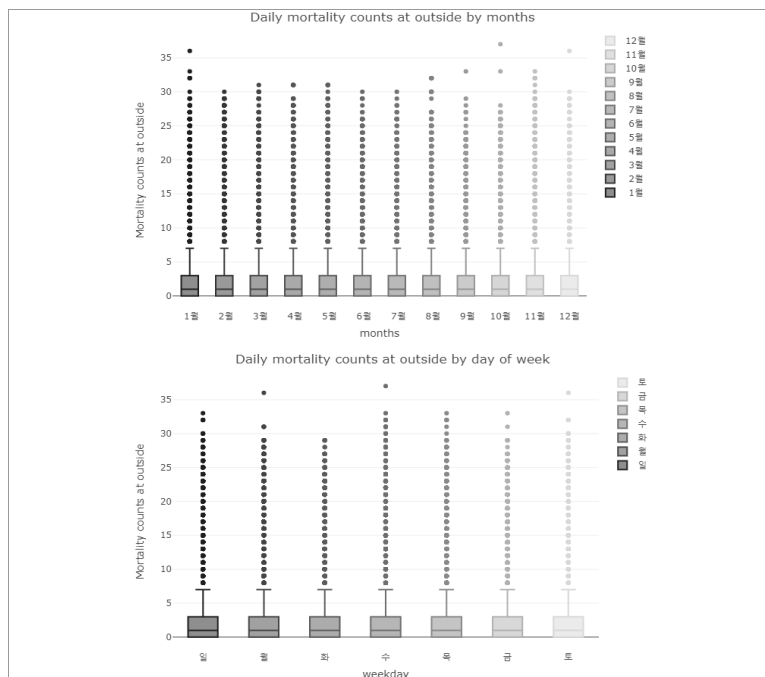 Daily mortality counts at outside by months
Mortality counts at outside
35
30
25
20
15
10
5
0
1월 2월 3월 4월 5월 6월 7월 8월 9월 10월 11월 12월
months
12월
11월
10월
9월
8월
7월
6월
5월
4월
3월
2월
1월
Daily mortality counts at outside by day of week
Mortality counts at outside
35
30
25
20
15
10
5
0
일 월 화 수 목 금 토
weekday
토
금
목
수
화
월
일